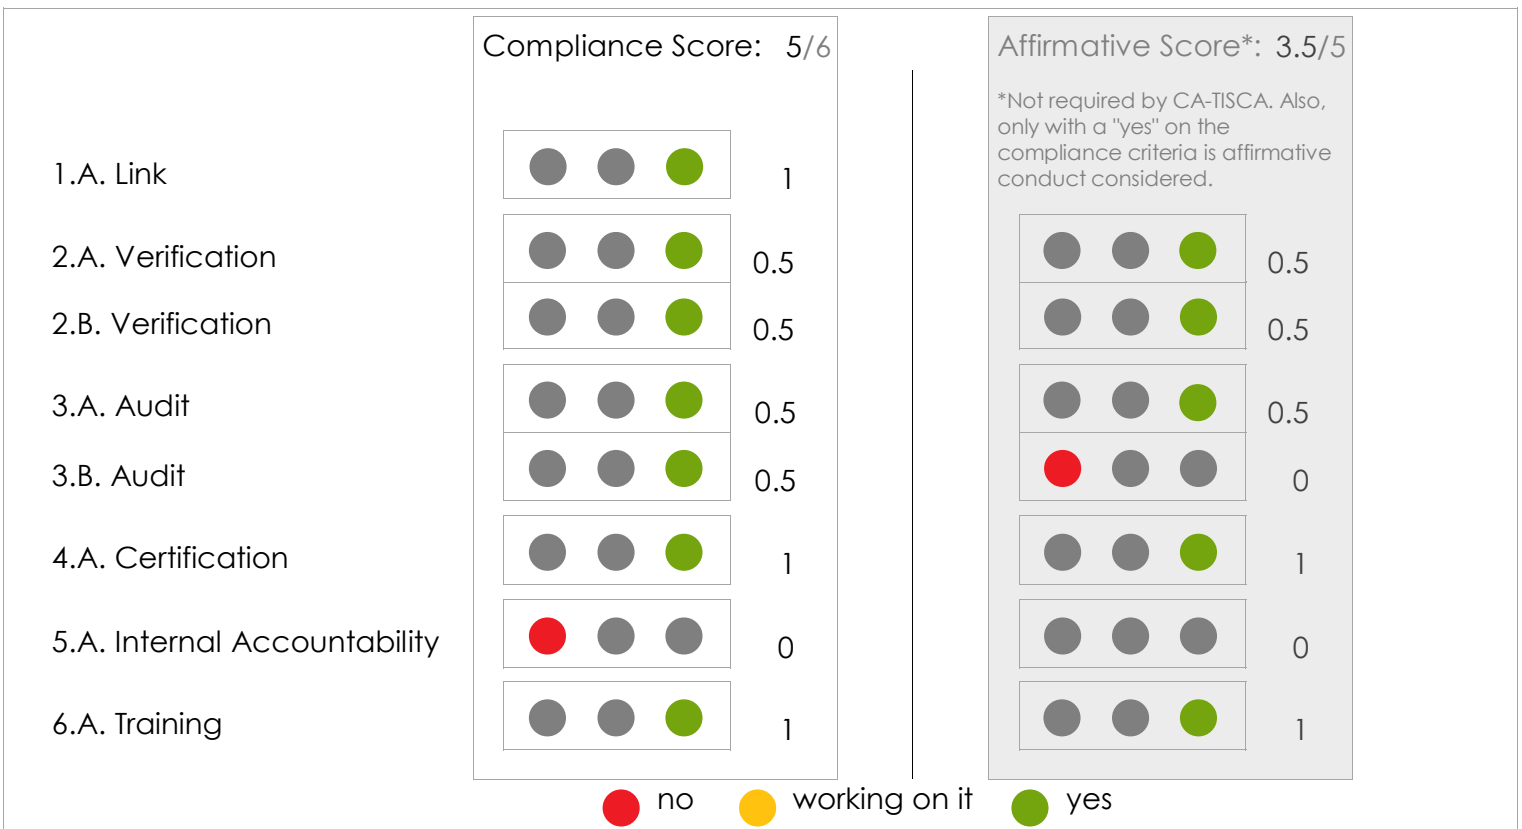 Compliance Score: 5/6
Affirmative Score*: 3.5/5
*Not required by CA-TISCA. Also,
only with a "yes" on the
compliance criteria is affirmative
conduct considered.
1.A. Link 1
2.A. Verification 0.5 0.5
2.B. Verification 0.5 0.5
3.A. Audit 0.5 0.5
3.B. Audit 0.5 0
4.A. Certification 1 1
5.A. Internal Accountability 0 0
6.A. Training 1 1
no working on it yes